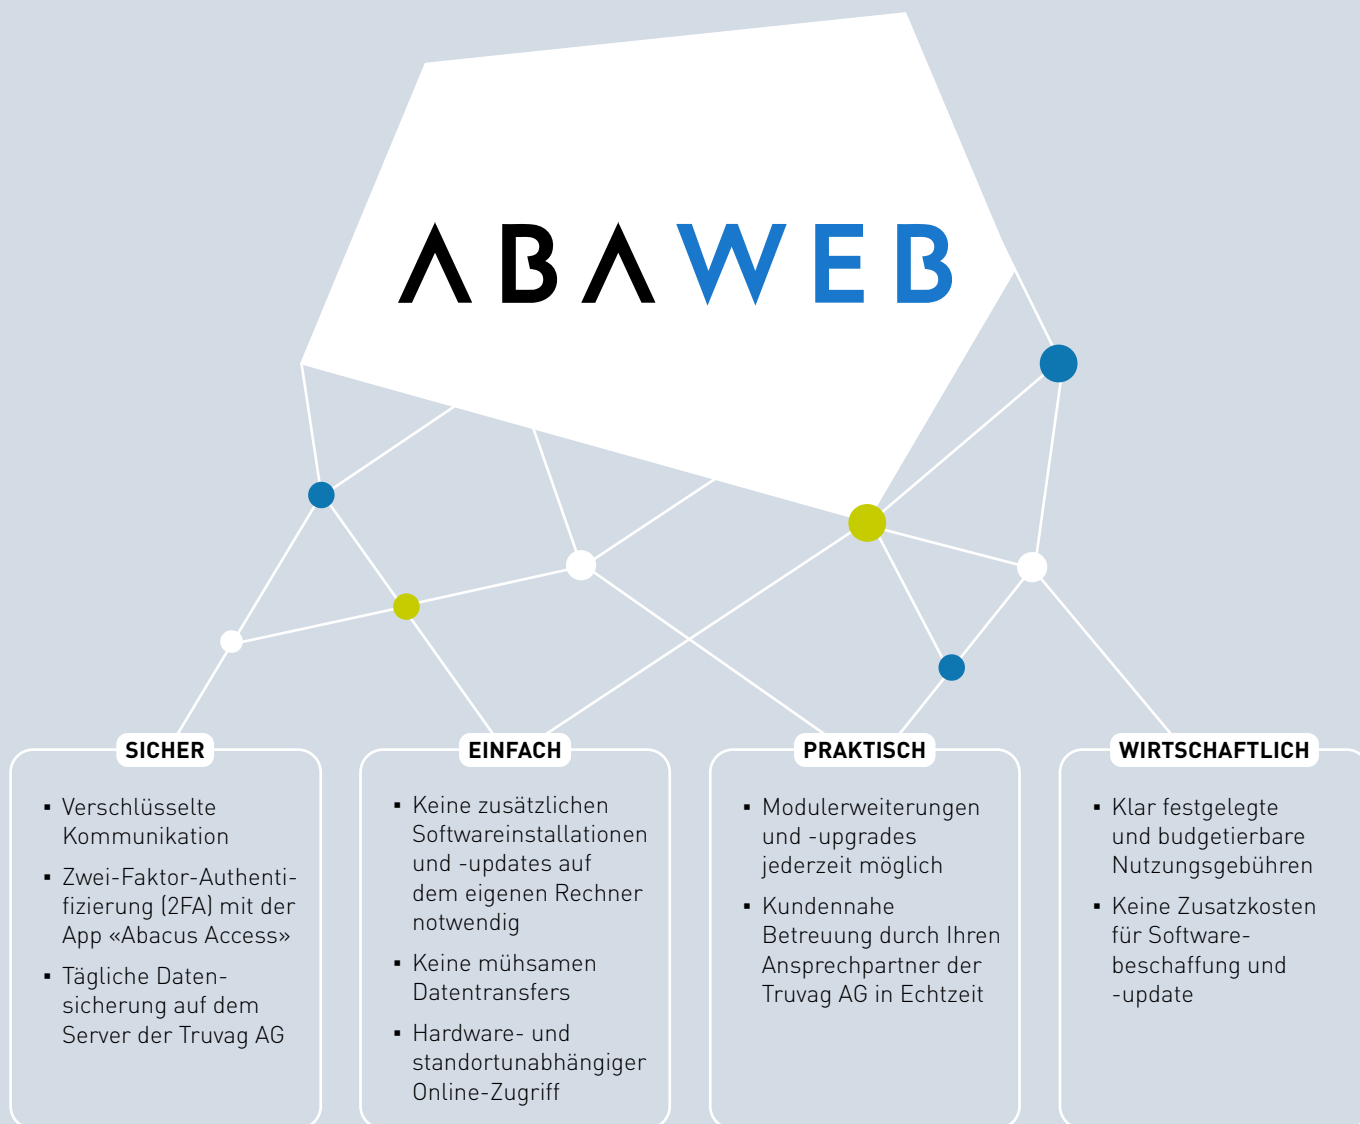 ABAWEB
SICHER
▪ Verschlüsselte
Kommunikation
▪ Zwei-Faktor-Authenti-
fizierung (2FA) mit der
App «Abacus Access»
▪ Tägliche Daten-
sicherung auf dem
Server der Truvag AG
EINFACH
▪ Keine zusätzlichen
Softwareinstallationen
und -updates auf
dem eigenen Rechner
notwendig
▪ Keine mühsamen
Datentransfers
▪ Hardware- und
standortunabhängiger
Online-Zugriff
PRAKTISCH
▪ Modulerweiterungen
und -upgrades
jederzeit möglich
▪ Kundennahe
Betreuung durch Ihren
Ansprechpartner der
Truvag AG in Echtzeit
WIRTSCHAFTLICH
▪ Klar festgelegte
und budgetierbare
Nutzungsgebühren
▪ Keine Zusatzkosten
für Software-
beschaffung und
-update